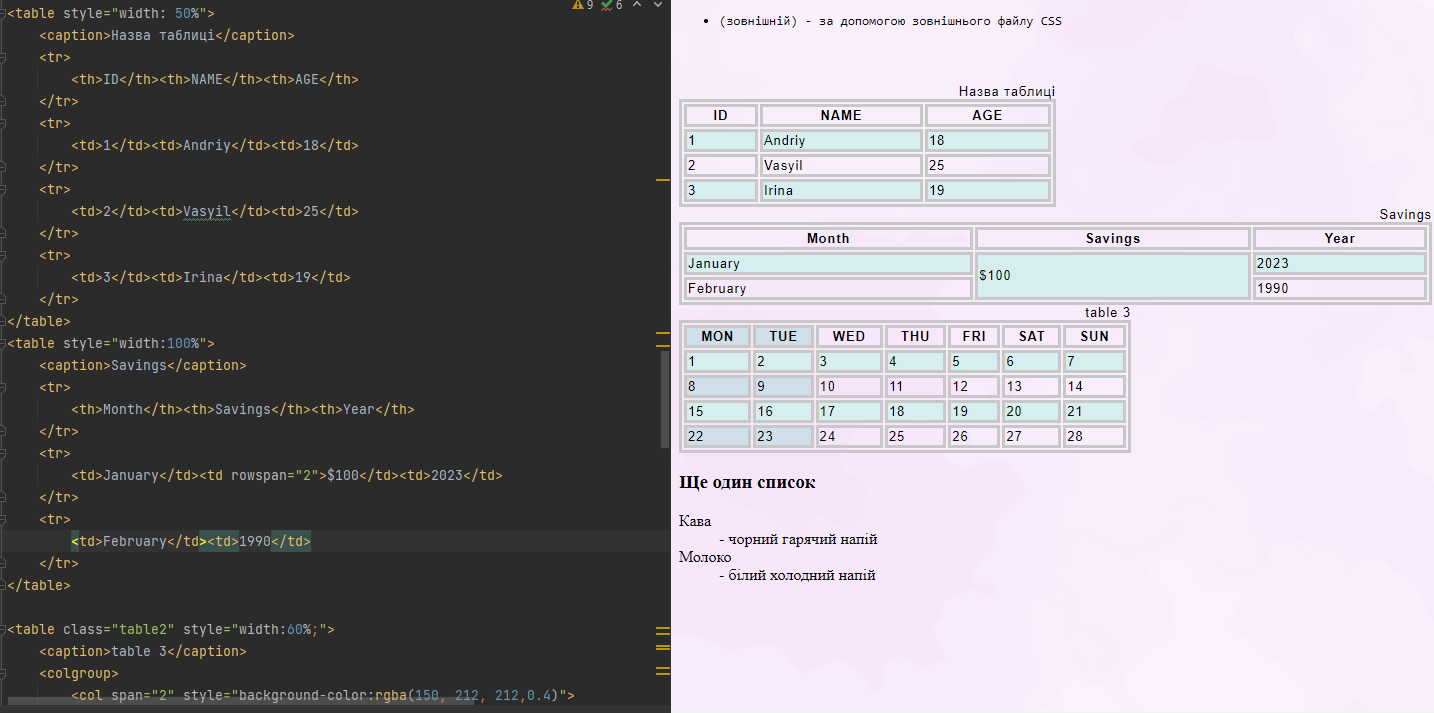 <table style="width: 50%">
<caption>Назва таблиці</caption>
<tr>
<th>ID</th><th>NAME</th><th>AGE</th>
</tr>
<tr>
<td>1</td><td>Andriy</td><td>18</td>
</tr>
<tr>
<td>2</td><td>Vasyil</td><td>25</td>
</tr>
<tr>
<td>3</td><td>Irina</td><td>19</td>
</tr>
</table>
<table style="width:100%">
<caption>Savings</caption>
<tr>
<th>Month</th><th>Savings</th><th>Year</th>
</tr>
<tr>
<td>January</td><td rowspan="2">$100</td><td>2023</td>
</tr>
<tr>
<td>February</td><td>1990</td>
</tr>
</table>
<table class="table2" style="width:60%;">
<caption>table 3</caption>
<colgroup>
<col span="2" style="background-color:rgba(150, 212, 212,0.4)">
9 6
• (зовнішній) - за допомогою зовнішнього файлу CSS
Назва таблиці
ID NAME AGE
1 Andriy 18
2 Vasyil 25
3 Irina 19
Savings
Month Savings Year
January $100 2023
February 1990
table 3
MON TUE WED THU FRI SAT SUN
1 2 3 4 5 6 7
8 9 10 11 12 13 14
15 16 17 18 19 20 21
22 23 24 25 26 27 28
Ще один список
Кава
- чорний гарячий напій
Молоко
- білий холодний напій